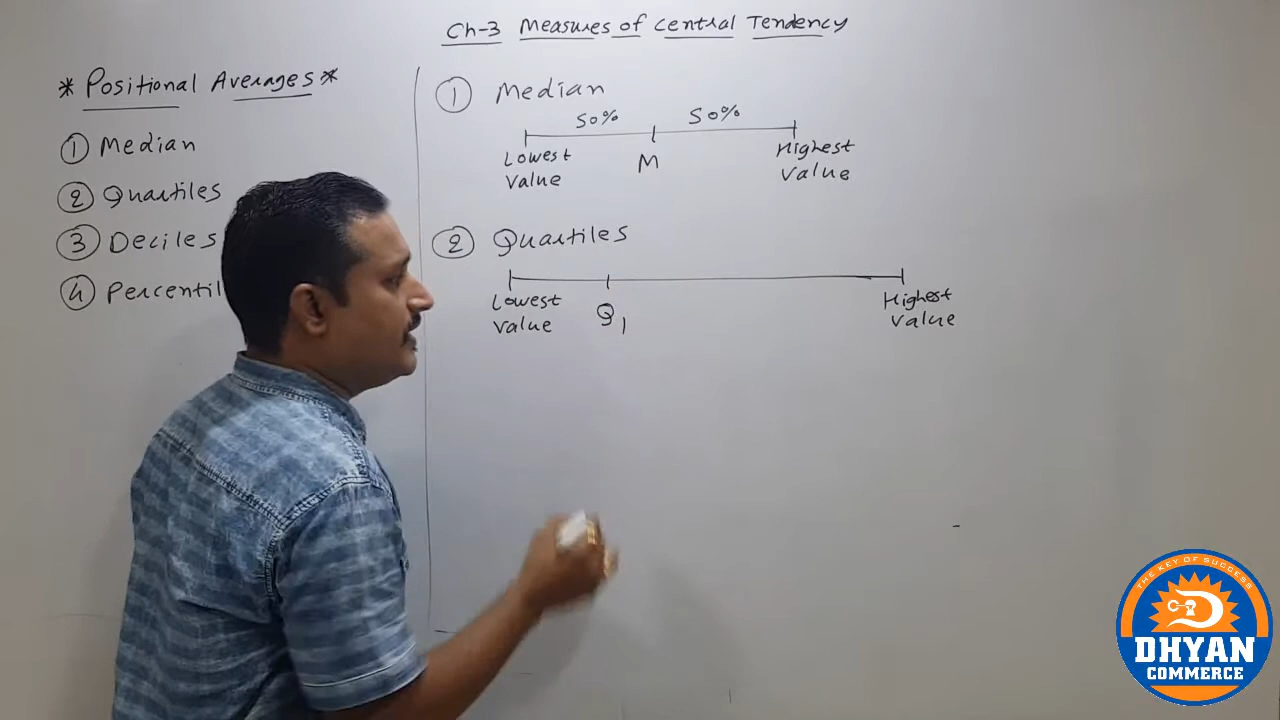 Ch-3 Measures of Central Tendency
* Positional Averages *
① Median
② Quartiles
③ Deciles
④ Percentil
① Median
50% 50%
Lowest Value M Highest Value
② Quartiles
Lowest Value Q1 Highest Value
THE KEY OF SUCCESS
DHYAN
COMMERCE